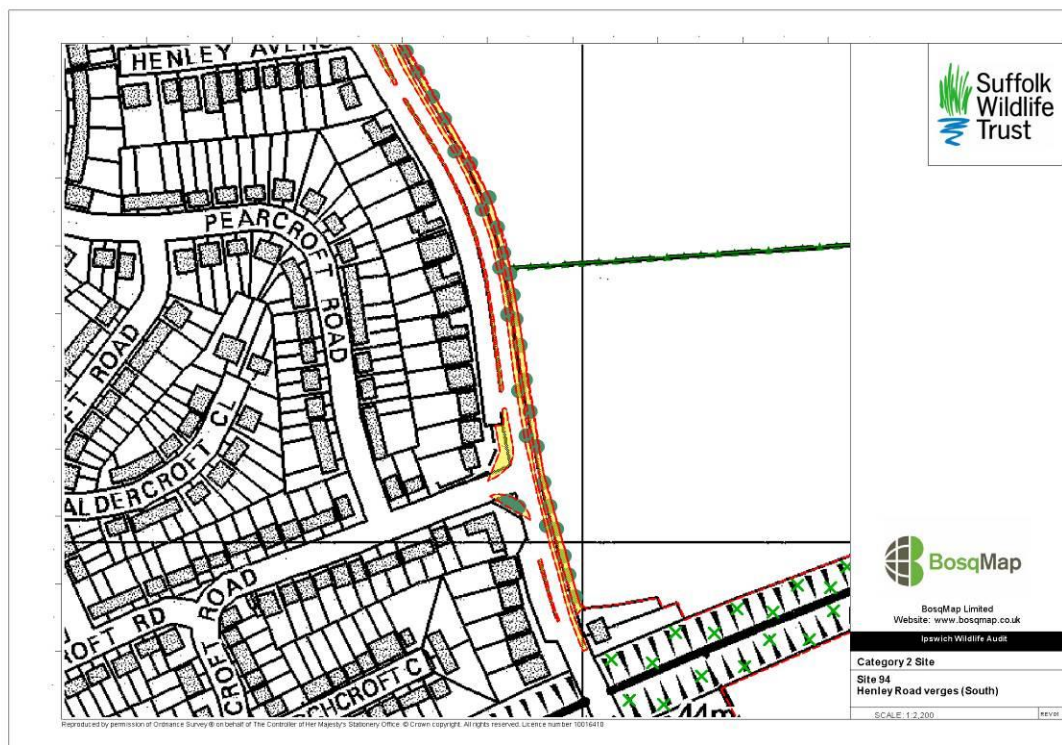 HENLEY AVEN
PEARCROFT ROAD
ROAD
ALDERCROFT CL
ROAD
CROFT RD
CROFT
CHCROFT C
Suffolk
Wildlife
Trust
BosqMap
BosqMap Limited
Website: www.bosqmap.co.uk
Ipswich Wildlife Audit
Category 2 Site
Site 94
Henley Road verges (South)
SCALE: 1:2,200
Reproduced by permission of Ordnance Survey ® on behalf of The Controller of Her Majesty's Stationery Office. © Crown copyright. All rights reserved. Licence number 10016418